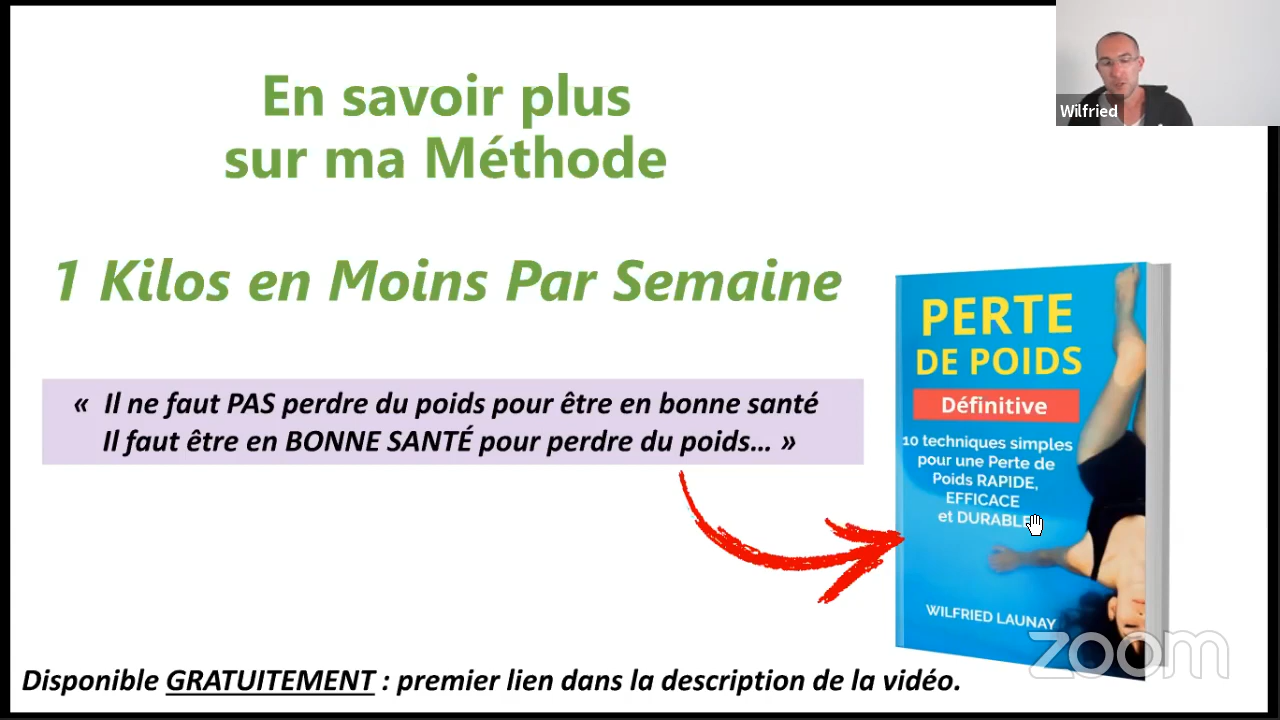 En savoir plus
sur ma Méthode
1 Kilos en Moins Par Semaine
« Il ne faut PAS perdre du poids pour être en bonne santé
Il faut être en BONNE SANTÉ pour perdre du poids... »
Disponible GRATUITEMENT : premier lien dans la description de la vidéo.
Wilfried
PERTE
DE POIDS
Définitive
10 techniques simples
pour une Perte de
Poids RAPIDE,
EFFICACE
et DURABLE
WILFRIED LAUNAY
zoom